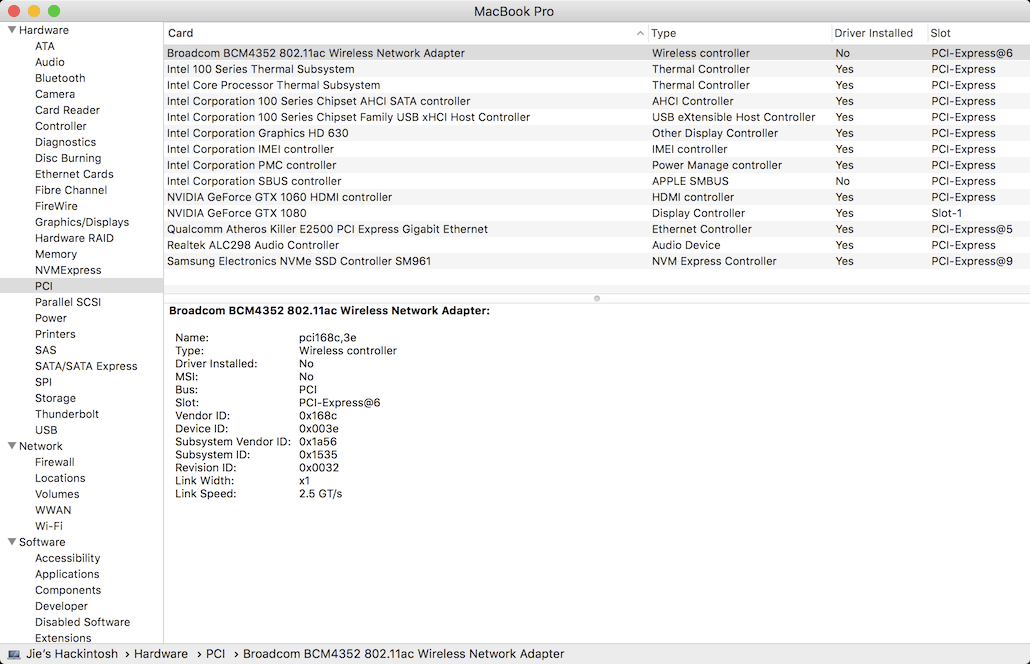 MacBook Pro
Hardware
ATA
Audio
Bluetooth
Camera
Card Reader
Controller
Diagnostics
Disc Burning
Ethernet Cards
Fibre Channel
FireWire
Graphics/Displays
Hardware RAID
Memory
NVMExpress
PCI
Parallel SCSI
Power
Printers
SAS
SATA/SATA Express
SPI
Storage
Thunderbolt
USB
Network
Firewall
Locations
Volumes
WWAN
Wi-Fi
Software
Accessibility
Applications
Components
Developer
Disabled Software
Extensions
Card Type Driver Installed Slot
Broadcom BCM4352 802.11ac Wireless Network Adapter Wireless controller No PCI-Express@6
Intel 100 Series Thermal Subsystem Thermal Controller Yes PCI-Express
Intel Core Processor Thermal Subsystem Thermal Controller Yes PCI-Express
Intel Corporation 100 Series Chipset AHCI SATA controller AHCI Controller Yes PCI-Express
Intel Corporation 100 Series Chipset Family USB xHCI Host Controller USB eXtensible Host Controller Yes PCI-Express
Intel Corporation Graphics HD 630 Other Display Controller Yes PCI-Express
Intel Corporation IMEI controller IMEI controller Yes PCI-Express
Intel Corporation PMC controller Power Manage controller Yes PCI-Express
Intel Corporation SBUS controller APPLE SMBUS No PCI-Express
NVIDIA GeForce GTX 1060 HDMI controller HDMI controller Yes PCI-Express
NVIDIA GeForce GTX 1080 Display Controller Yes Slot-1
Qualcomm Atheros Killer E2500 PCI Express Gigabit Ethernet Ethernet Controller Yes PCI-Express@5
Realtek ALC298 Audio Controller Audio Device Yes PCI-Express
Samsung Electronics NVMe SSD Controller SM961 NVM Express Controller Yes PCI-Express@9
Broadcom BCM4352 802.11ac Wireless Network Adapter:
Name: pci168c,3e
Type: Wireless controller
Driver Installed: No
MSI: No
Bus: PCI
Slot: PCI-Express@6
Vendor ID: 0x168c
Device ID: 0x003e
Subsystem Vendor ID: 0x1a56
Subsystem ID: 0x1535
Revision ID: 0x0032
Link Width: x1
Link Speed: 2.5 GT/s
Jie's Hackintosh › Hardware › PCI › Broadcom BCM4352 802.11ac Wireless Network Adapter